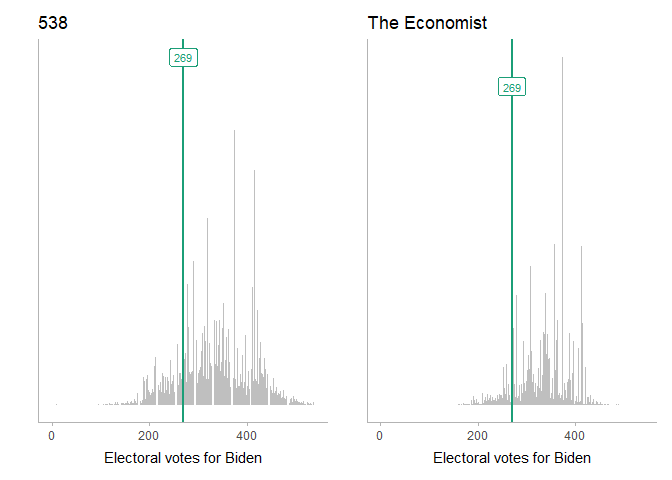 538
269
0 200 400
Electoral votes for Biden
The Economist
269
0 200 400
Electoral votes for Biden